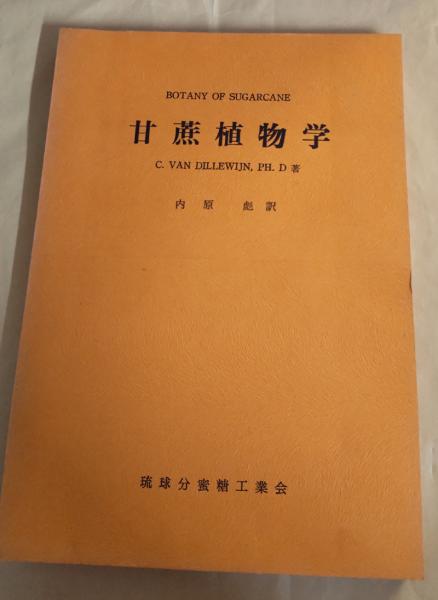 BOTANY OF SUGARCANE
甘蔗植物学
C. VAN DILLEWIJN, PH. D 著
内原 彪訳
琉球分蜜糖工業会